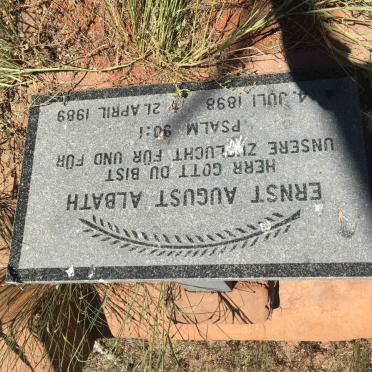 ERNST AUGUST ALBATH
HERR GOTT DU BIST
UNSERE ZUFLUCHT FÜR UND FÜR
PSALM 90:1
4. JULI 1898 21. APRIL 1989